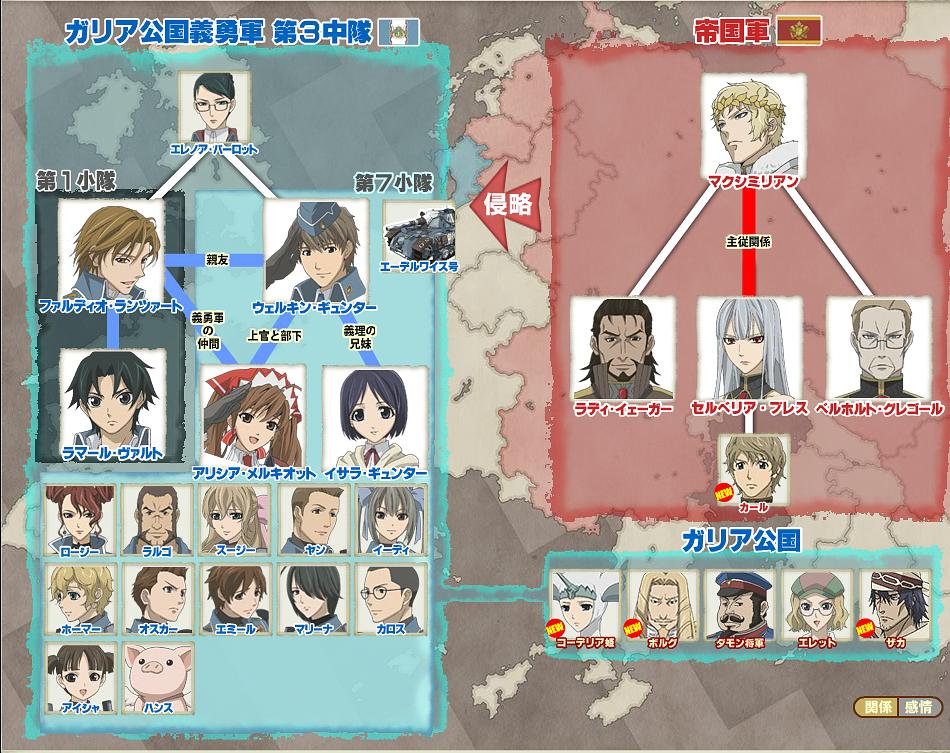 ガリア公国義勇軍 第3中隊
エレノア・バーロット
第1小隊
第7小隊
ファルディオ・ランツァート
親友
ウェルキン・ギュンター
エーデルワイス号
義勇軍
の
仲間
上官と部下
義理の
兄妹
ラマール・ヴァルト
アリシア・メルキオット
イサラ・ギュンター
ロージー
ラルゴ
スージー
ヤン
イーディ
ホーマー
オスカー
エミール
マリーナ
カロス
アイシャ
ハンス
侵略
帝国軍
マクシミリアン
主従関係
ラディ・イェーガー
セルベリア・ブレス
ベルホルト・グレゴール
NEW
カール
ガリア公国
NEW
コーデリア姫
NEW
ボルグ
ダモン将軍
エレット
NEW
ザカ
関係
感情